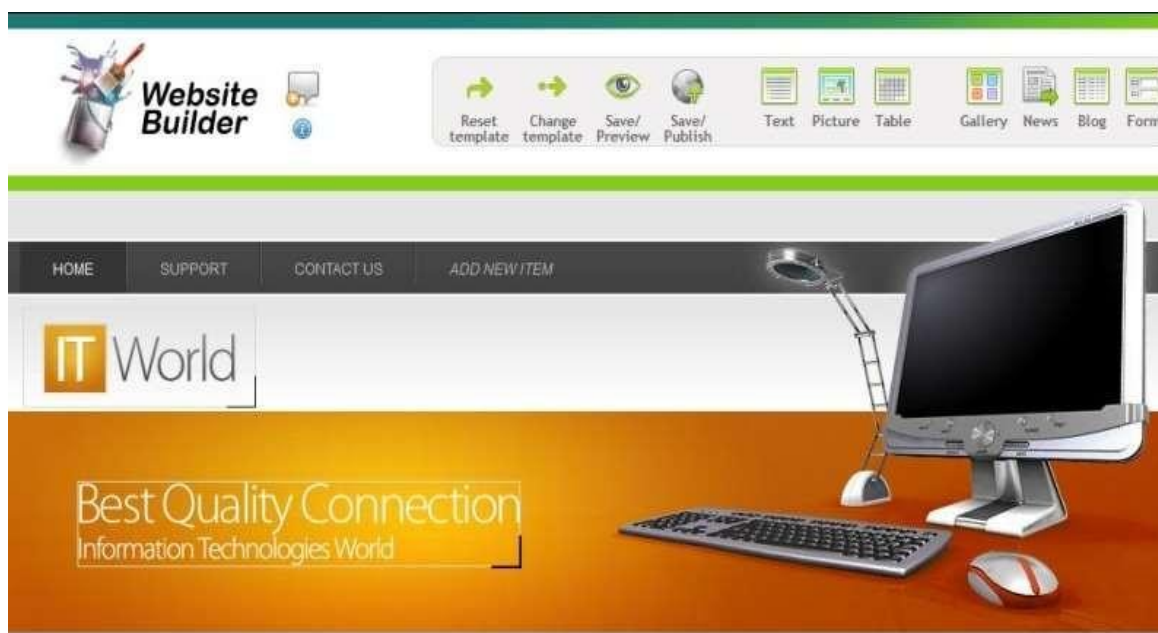 Website
Builder
Reset
template
Change
template
Save/
Preview
Save/
Publish
Text
Picture
Table
Gallery
News
Blog
Form
HOME
SUPPORT
CONTACT US
ADD NEW ITEM
IT World
Best Quality Connection
Information Technologies World